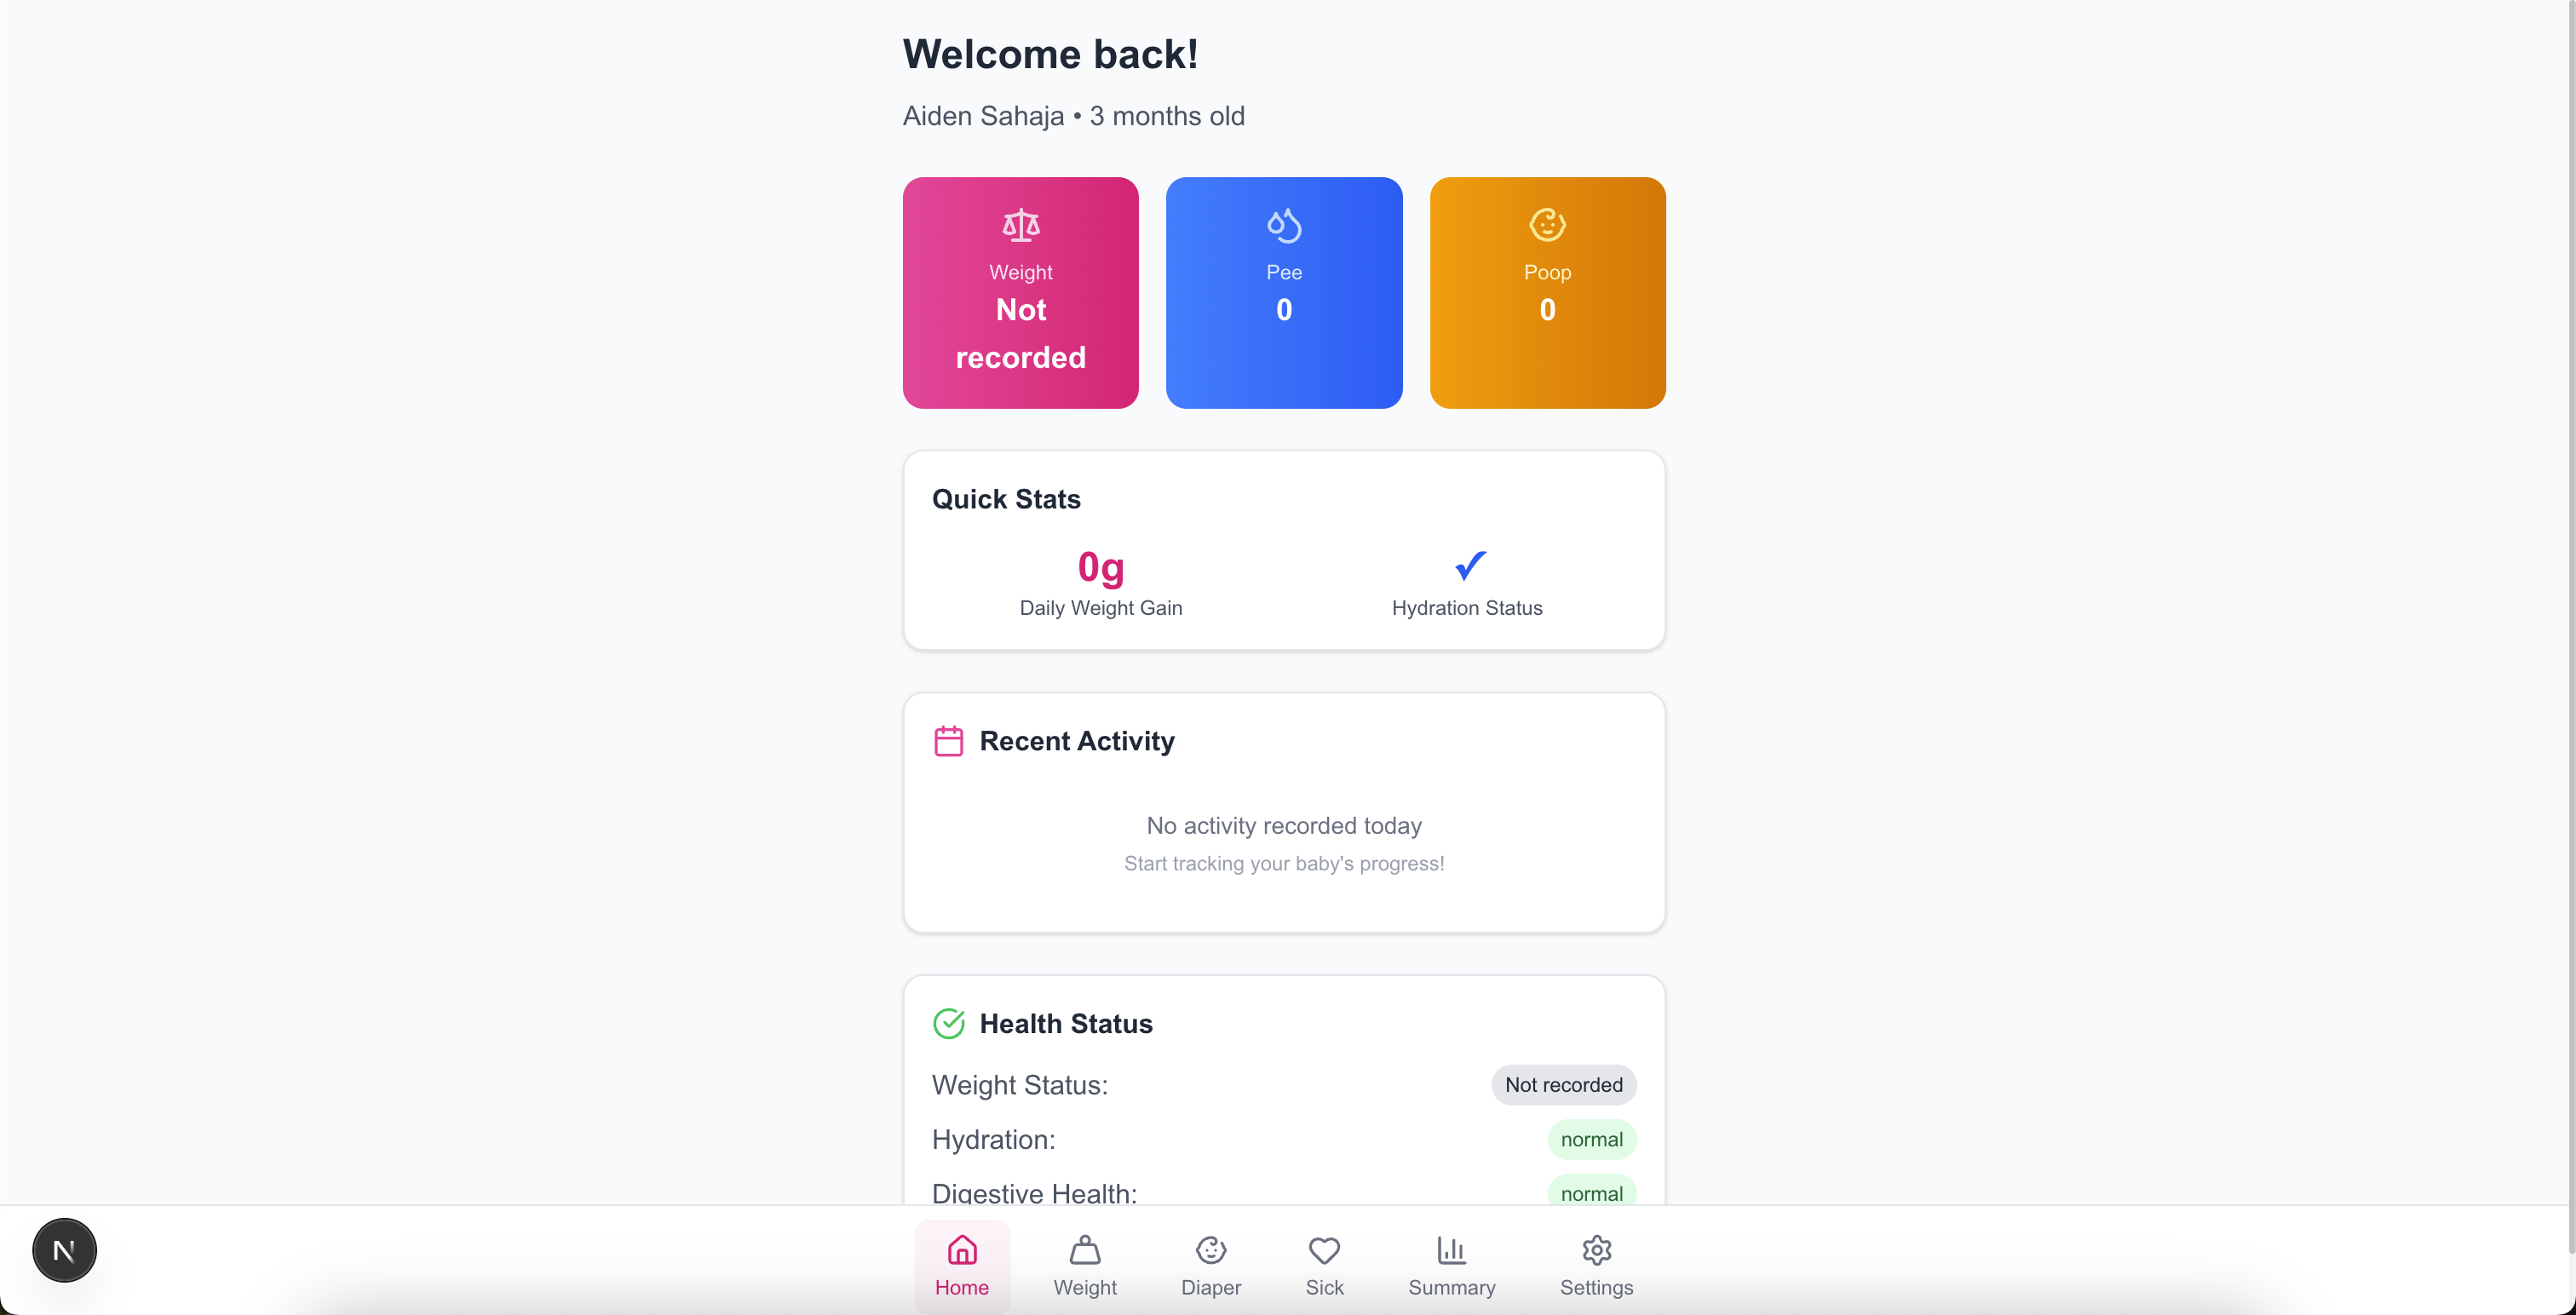 Welcome back!
Aiden Sahaja • 3 months old
Weight
Not
recorded
Pee
0
Poop
0
Quick Stats
0g
Daily Weight Gain
✓
Hydration Status
Recent Activity
No activity recorded today
Start tracking your baby's progress!
Health Status
Weight Status:
Not recorded
Hydration:
normal
Digestive Health:
normal
N
Home
Weight
Diaper
Sick
Summary
Settings